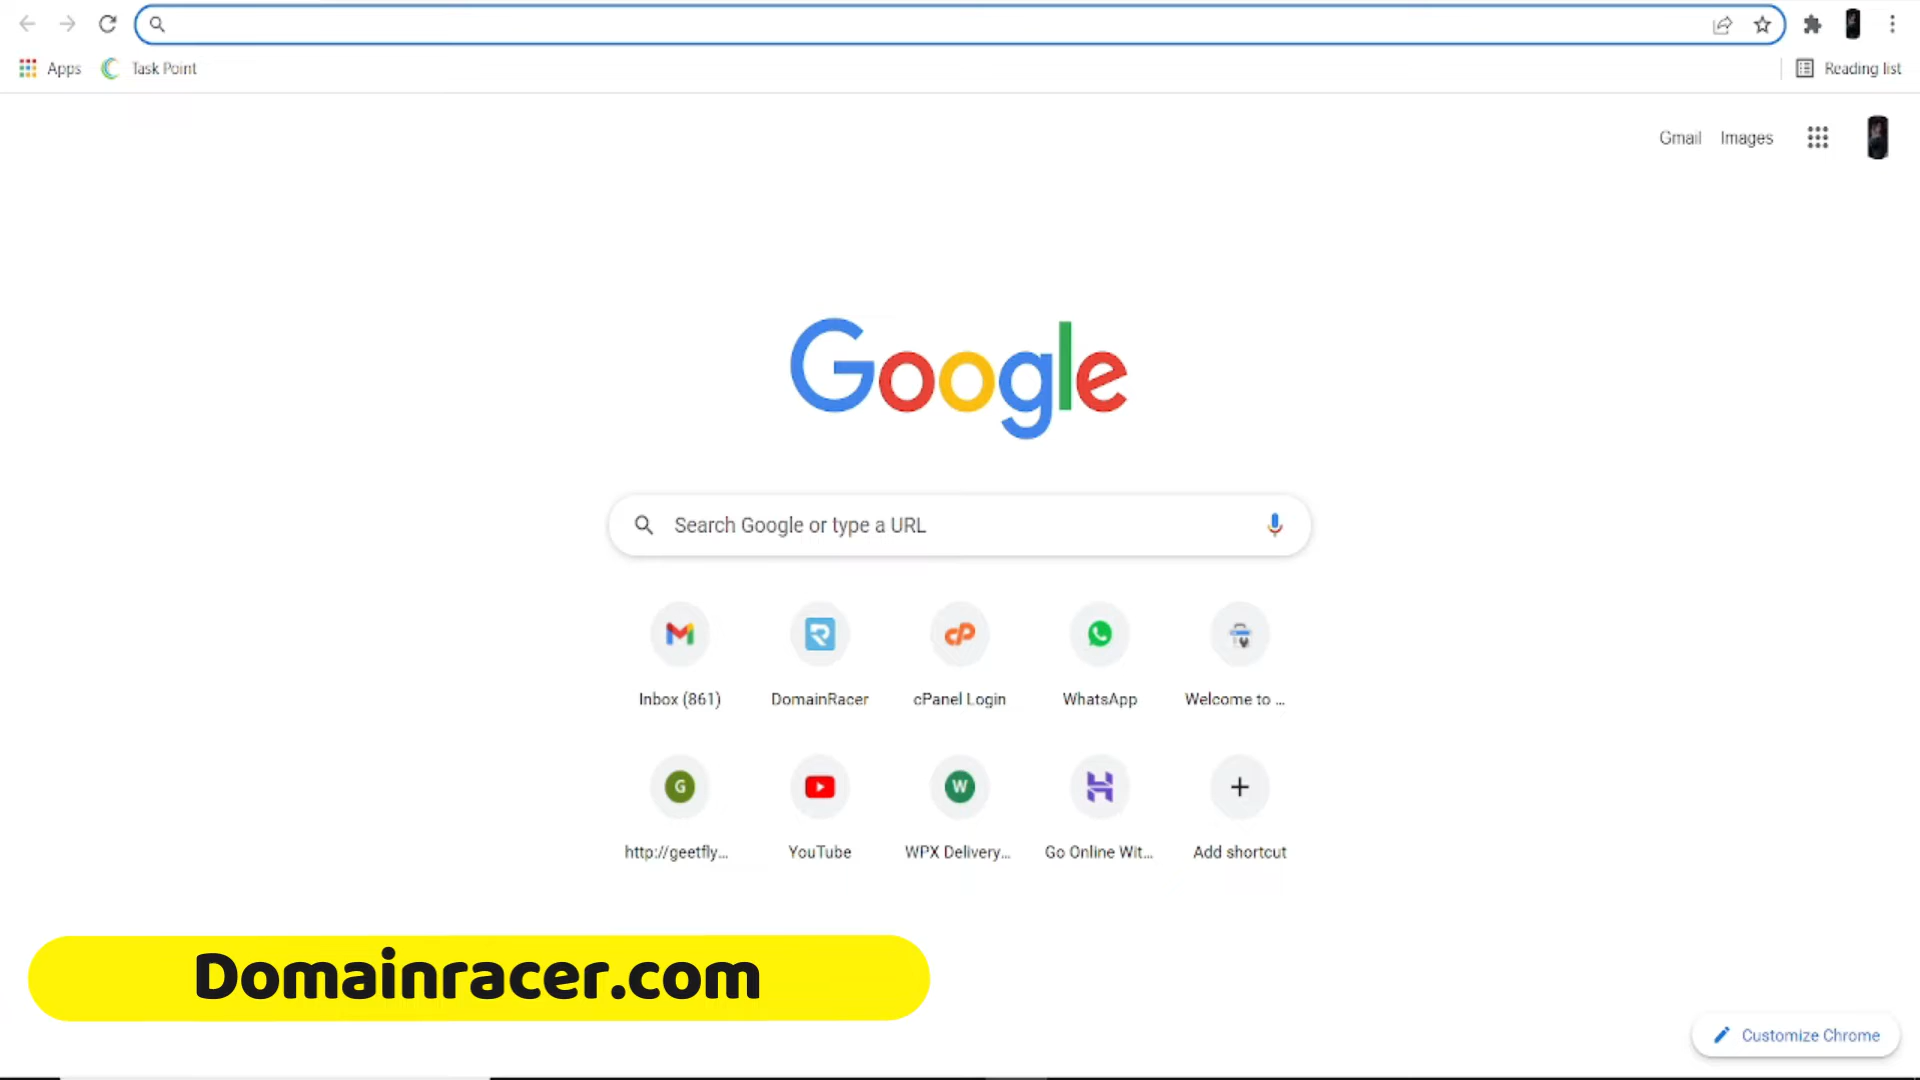 Apps
Task Point
Reading list
Gmail
Images
Google
Search Google or type a URL
Inbox (861)
DomainRacer
cPanel Login
WhatsApp
Welcome to ...
http://geetfly...
YouTube
WPX Delivery...
Go Online Wit...
Add shortcut
Domainracer.com
Customize Chrome